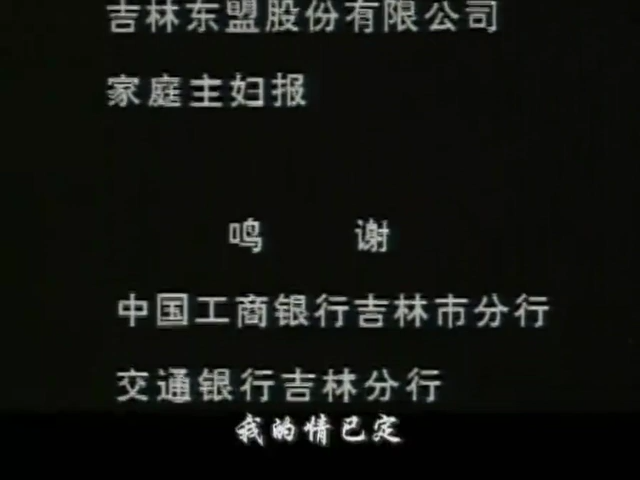 吉林东盟股份有限公司
家庭主妇报
鸣 谢
中国工商银行吉林市分行
交通银行吉林分行
我的情已定